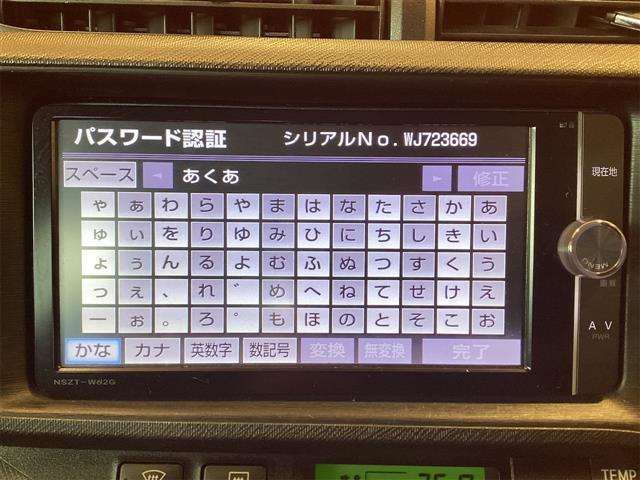 パスワード認証 シリアルNo.WJ723669
スペース ◄ あくあ ► 修正
ゃ ぁ わ ら や ま は な た さ か あ
ゅ ぃ を り ゆ み ひ に ち し き い
ょ ぅ ん る よ む ふ ぬ つ す く う
っ ぇ 、 れ ゛ め へ ね て せ け え
ー ぉ 。 ろ ゜ も ほ の と そ こ お
かな カナ 英数字 数記号 変換 無変換 完了
NSZT-W62G
現在地
MENU
AV
PWR
TEMP